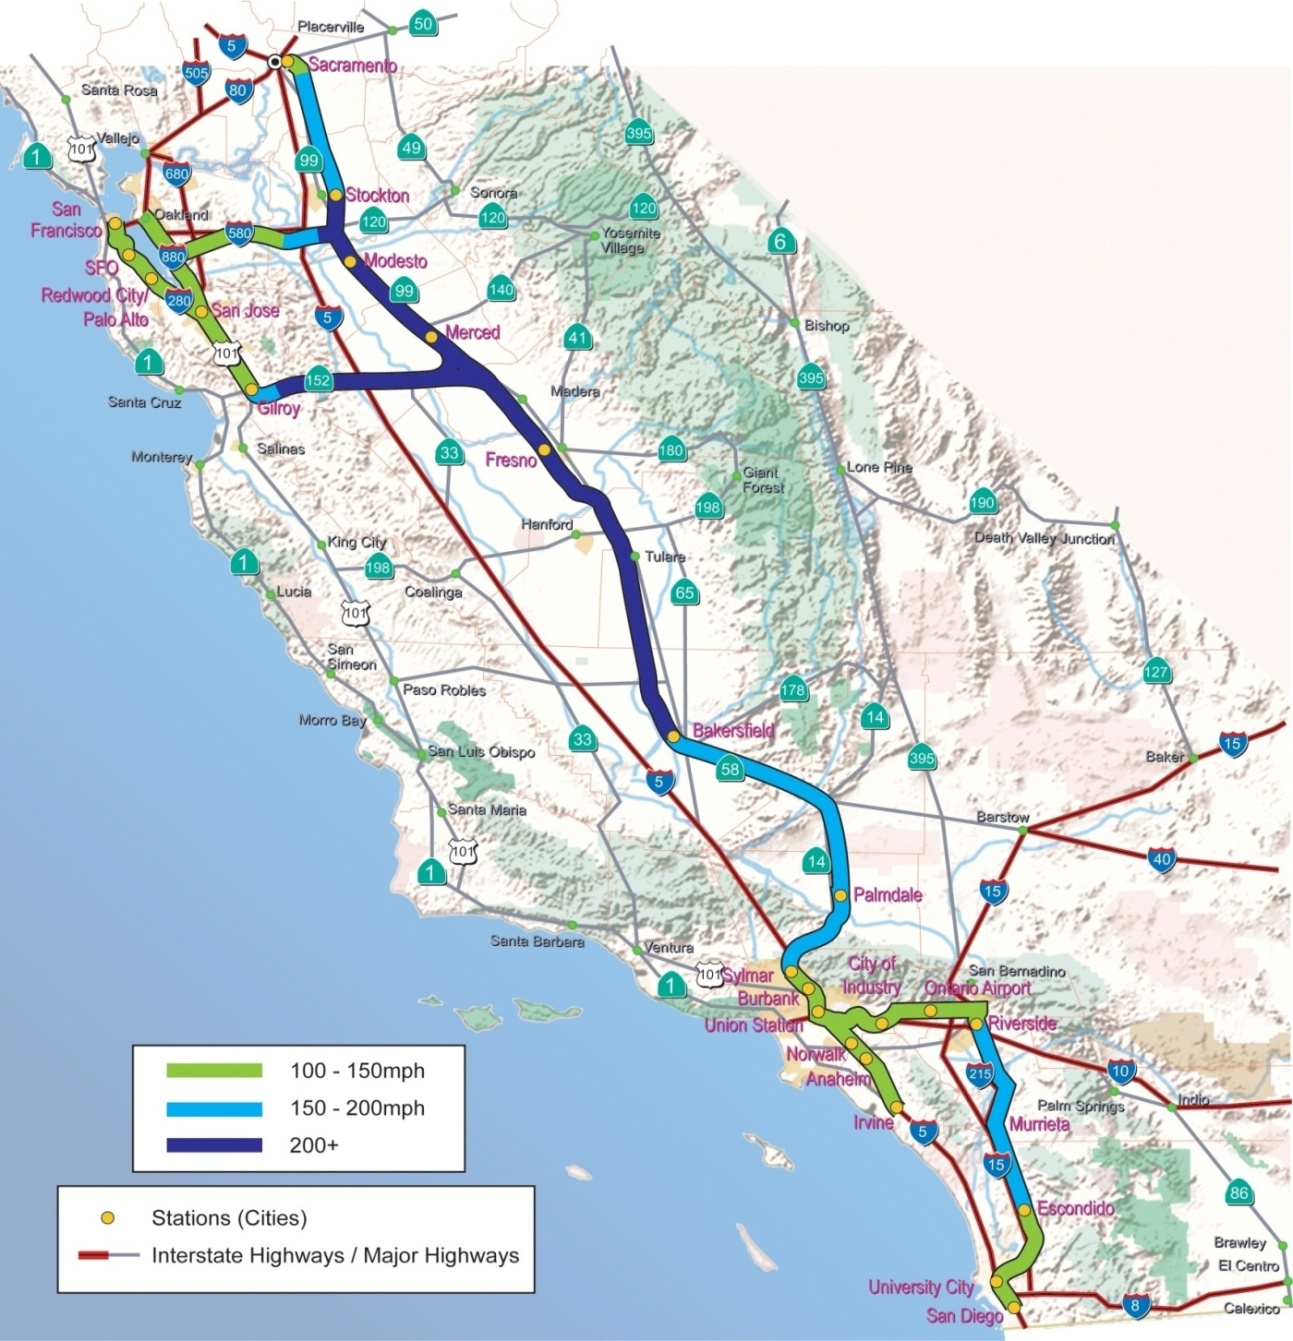 Placerville
50
5
Sacramento
505
80
Santa Rosa
Vallejo
101
1
680
99
49
395
Stockton
Sonora
120
120
120
San
Francisco
Oakland
580
880
Yosemite
Village
6
SFO
Modesto
Redwood City/
Palo Alto
280
San Jose
99
140
5
Merced
41
Bishop
101
1
152
395
Santa Cruz
Gilroy
Madera
Monterey
Salinas
33
Fresno
180
Giant
Forest
Lone Pine
198
190
Hanford
Death Valley Junction
King City
1
198
Tulare
Coalinga
65
Lucia
101
San
Simeon
Paso Robles
178
127
Morro Bay
14
Bakersfield
33
San Luis Obispo
58
5
395
Baker
15
Santa Maria
Barstow
101
1
14
40
15
Palmdale
Santa Barbara
Ventura
101
1
Sylmar
City of
Industry
San Bernadino
Ontario Airport
Burbank
Union Station
Riverside
Norwalk
Anaheim
215
10
Palm Springs
Indio
Irvine
5
Murrieta
15
86
Escondido
Brawley
El Centro
University City
San Diego
8
Calexico
100 - 150mph
150 - 200mph
200+
Stations (Cities)
Interstate Highways / Major Highways